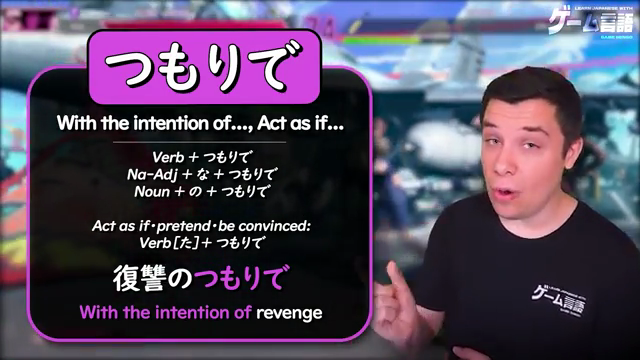 つもりで
With the intention of..., Act as if...
Verb + つもりで
Na-Adj + な + つもりで
Noun + の + つもりで
Act as if・pretend・be convinced:
Verb[た]+ つもりで
復讐のつもりで
With the intention of revenge
LEARN JAPANESE WITH
ゲーム言語
GAME GENGO
ゲーム言語